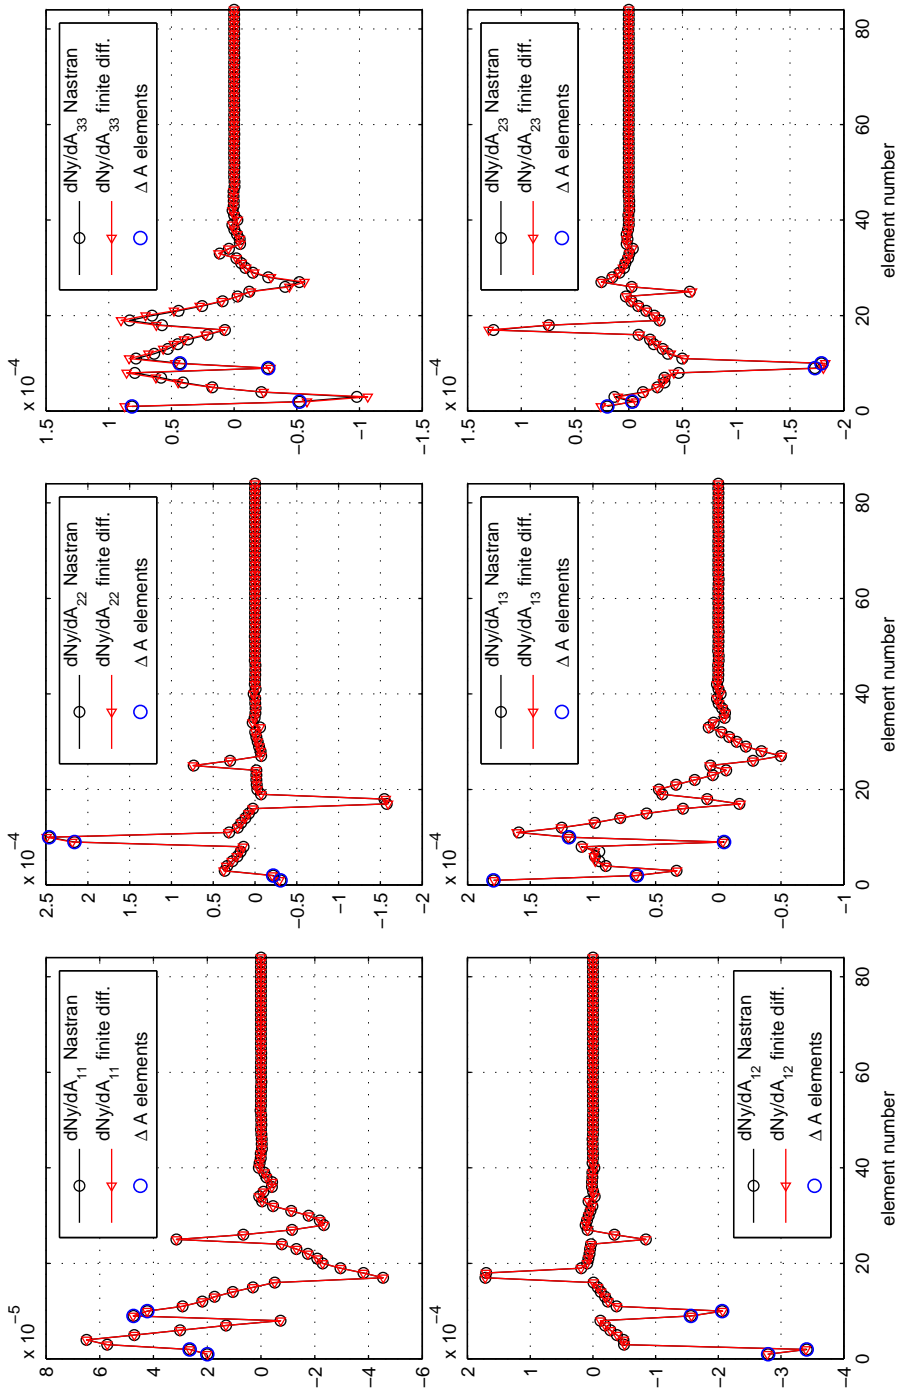 x 10⁻⁵
8
6
4
2
0
−2
−4
−6
dNy/dA₁₁ Nastran
dNy/dA₁₁ finite diff.
Δ A elements
x 10⁻⁴
2.5
2
1.5
1
0.5
0
−0.5
−1
−1.5
−2
dNy/dA₂₂ Nastran
dNy/dA₂₂ finite diff.
Δ A elements
x 10⁻⁴
1.5
1
0.5
0
−0.5
−1
−1.5
dNy/dA₃₃ Nastran
dNy/dA₃₃ finite diff.
Δ A elements
x 10⁻⁴
2
1
0
−1
−2
−3
−4
dNy/dA₁₂ Nastran
dNy/dA₁₂ finite diff.
Δ A elements
0 20 40 60 80
element number
x 10⁻⁴
2
1.5
1
0.5
0
−0.5
−1
dNy/dA₁₃ Nastran
dNy/dA₁₃ finite diff.
Δ A elements
0 20 40 60 80
element number
x 10⁻⁴
1.5
1
0.5
0
−0.5
−1
−1.5
−2
dNy/dA₂₃ Nastran
dNy/dA₂₃ finite diff.
Δ A elements
0 20 40 60 80
element number